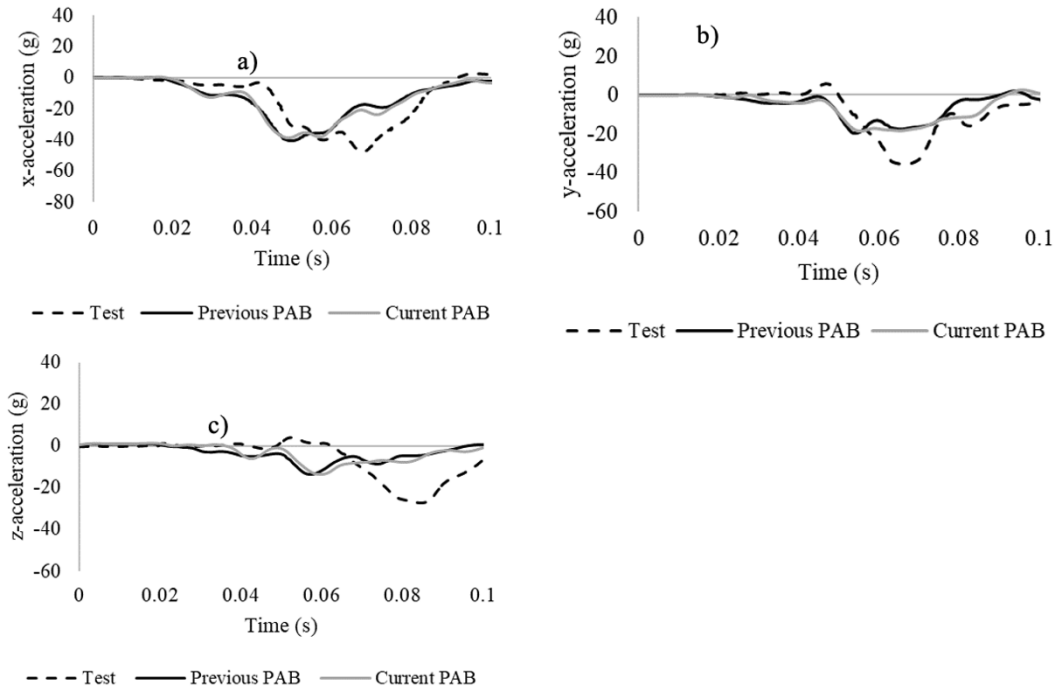 a)
x-acceleration (g)
40
20
0
-20
-40
-60
-80
0 0.02 0.04 0.06 0.08 0.1
Time (s)
Test Previous PAB Current PAB
b)
y-acceleration (g)
40
20
0
-20
-40
-60
0 0.02 0.04 0.06 0.08 0.1
Time (s)
Test Previous PAB Current PAB
c)
z-acceleration (g)
40
20
0
-20
-40
-60
0 0.02 0.04 0.06 0.08 0.1
Time (s)
Test Previous PAB Current PAB